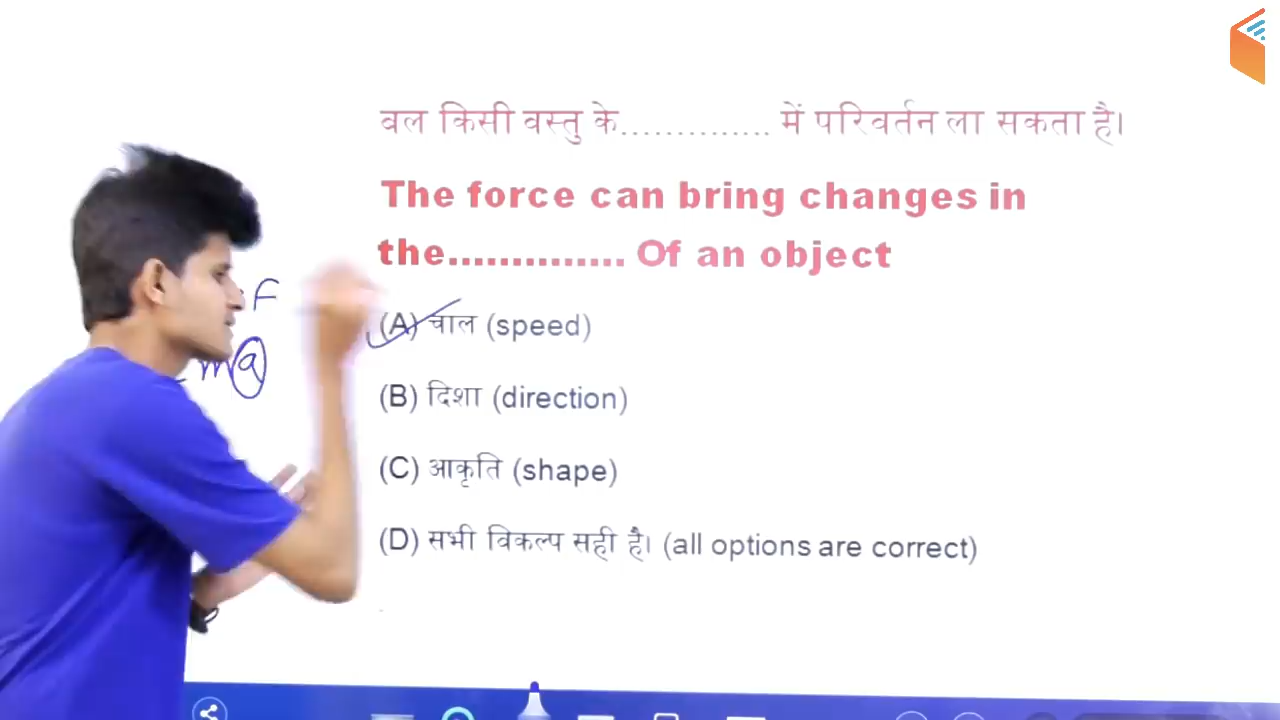 बल किसी वस्तु के.............. में परिवर्तन ला सकता है।
The force can bring changes in
the.............. Of an object
F
ma
(A) चाल (speed)
(B) दिशा (direction)
(C) आकृति (shape)
(D) सभी विकल्प सही है। (all options are correct)